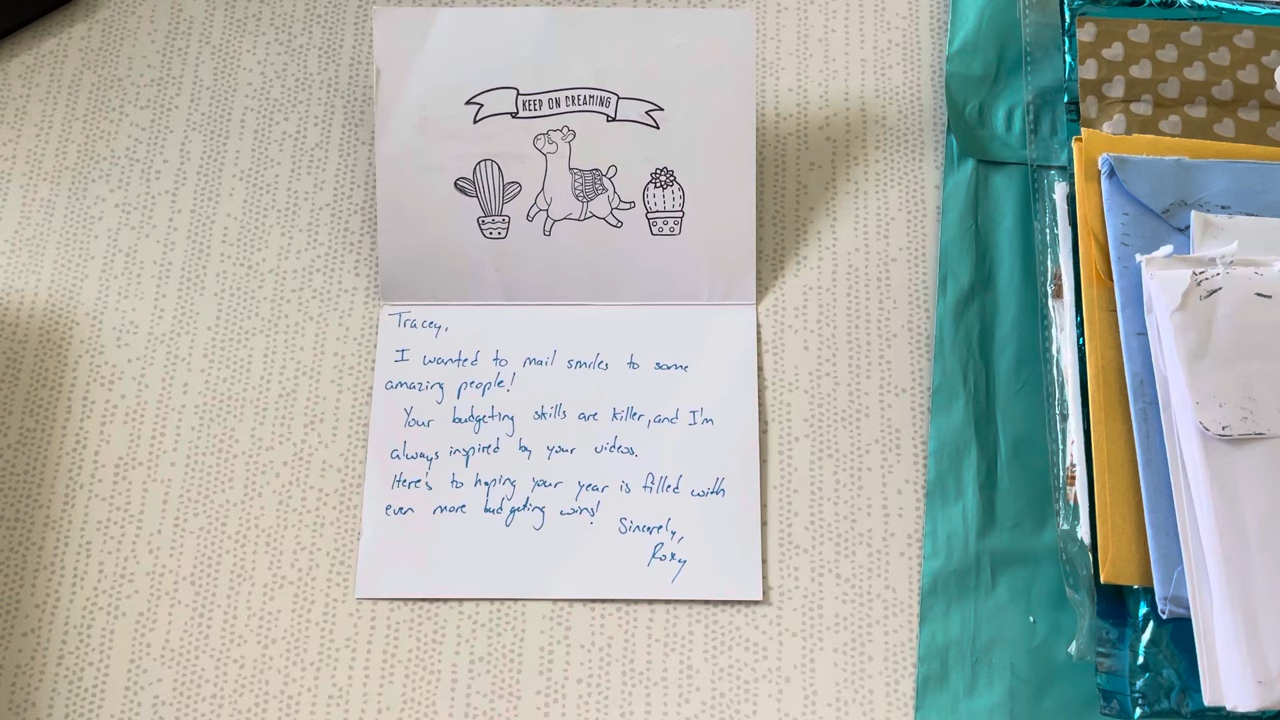 KEEP ON DREAMING
Tracey,
I wanted to mail smiles to some
amazing people!
Your budgeting skills are killer, and I'm
always inspired by your videos.
Here's to hoping your year is filled with
even more budgeting wins!
Sincerely,
Roxy